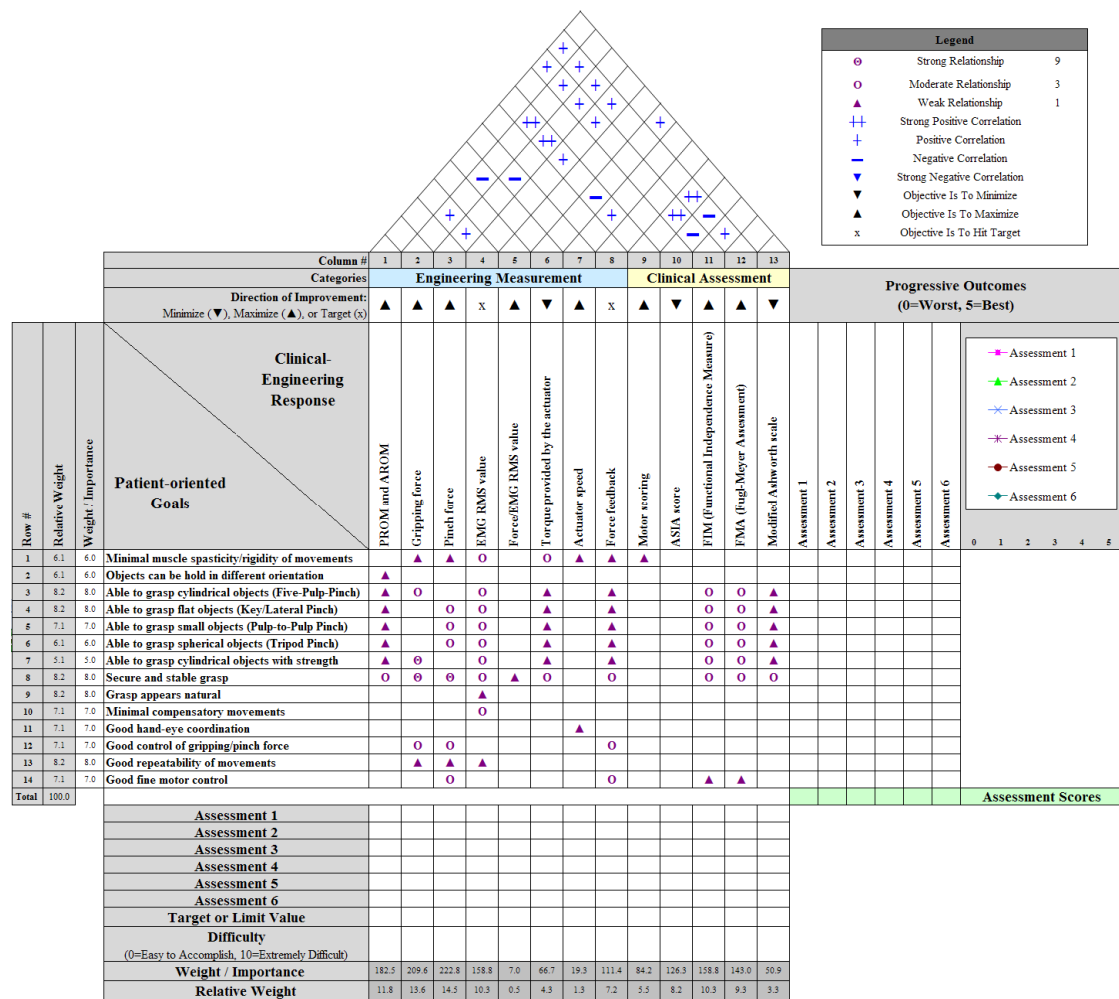 Legend
Θ Strong Relationship 9
Ο Moderate Relationship 3
▲ Weak Relationship 1
┼┼ Strong Positive Correlation
┼ Positive Correlation
▬ Negative Correlation
▼ Strong Negative Correlation
▼ Objective Is To Minimize
▲ Objective Is To Maximize
x Objective Is To Hit Target
Column # 1 2 3 4 5 6 7 8 9 10 11 12 13
Categories Engineering Measurement Clinical Assessment
Direction of Improvement:
Minimize (▼), Maximize (▲), or Target (x) ▲ ▲ ▲ x ▲ ▼ ▲ x ▲ ▼ ▲ ▲ ▼
Progressive Outcomes
(0=Worst, 5=Best)
Row #
Relative Weight
Weight / Importance
Clinical-
Engineering
Response
Patient-oriented
Goals
PROM and AROM
Gripping force
Pinch force
EMG RMS value
Force/EMG RMS value
Torque provided by the actuator
Actuator speed
Force feedback
Motor scoring
ASIA score
FIM (Functional Independence Measure)
FMA (Fugl-Meyer Assessment)
Modified Ashworth scale
Assessment 1
Assessment 2
Assessment 3
Assessment 4
Assessment 5
Assessment 6
Assessment 1
Assessment 2
Assessment 3
Assessment 4
Assessment 5
Assessment 6
0 1 2 3 4 5
1 6.1 6.0 Minimal muscle spasticity/rigidity of movements ▲ ▲ Ο Ο ▲ ▲ ▲
2 6.1 6.0 Objects can be hold in different orientation ▲
3 8.2 8.0 Able to grasp cylindrical objects (Five-Pulp-Pinch) ▲ Ο Ο ▲ ▲ Ο Ο ▲
4 8.2 8.0 Able to grasp flat objects (Key/Lateral Pinch) ▲ Ο Ο ▲ ▲ Ο Ο ▲
5 7.1 7.0 Able to grasp small objects (Pulp-to-Pulp Pinch) ▲ Ο Ο ▲ ▲ Ο Ο ▲
6 6.1 6.0 Able to grasp spherical objects (Tripod Pinch) ▲ Ο Ο ▲ ▲ Ο Ο ▲
7 5.1 5.0 Able to grasp cylindrical objects with strength ▲ Θ Ο ▲ ▲ Ο Ο ▲
8 8.2 8.0 Secure and stable grasp Ο Θ Θ Ο ▲ Ο Ο Ο Ο Ο
9 8.2 8.0 Grasp appears natural ▲
10 7.1 7.0 Minimal compensatory movements Ο
11 7.1 7.0 Good hand-eye coordination ▲
12 7.1 7.0 Good control of gripping/pinch force Ο Ο Ο
13 8.2 8.0 Good repeatability of movements ▲ ▲ ▲
14 7.1 7.0 Good fine motor control Ο Ο ▲ ▲
Total 100.0 Assessment Scores
Assessment 1
Assessment 2
Assessment 3
Assessment 4
Assessment 5
Assessment 6
Target or Limit Value
Difficulty
(0=Easy to Accomplish, 10=Extremely Difficult)
Weight / Importance 182.5 209.6 222.8 158.8 7.0 66.7 19.3 111.4 84.2 126.3 158.8 143.0 50.9
Relative Weight 11.8 13.6 14.5 10.3 0.5 4.3 1.3 7.2 5.5 8.2 10.3 9.3 3.3